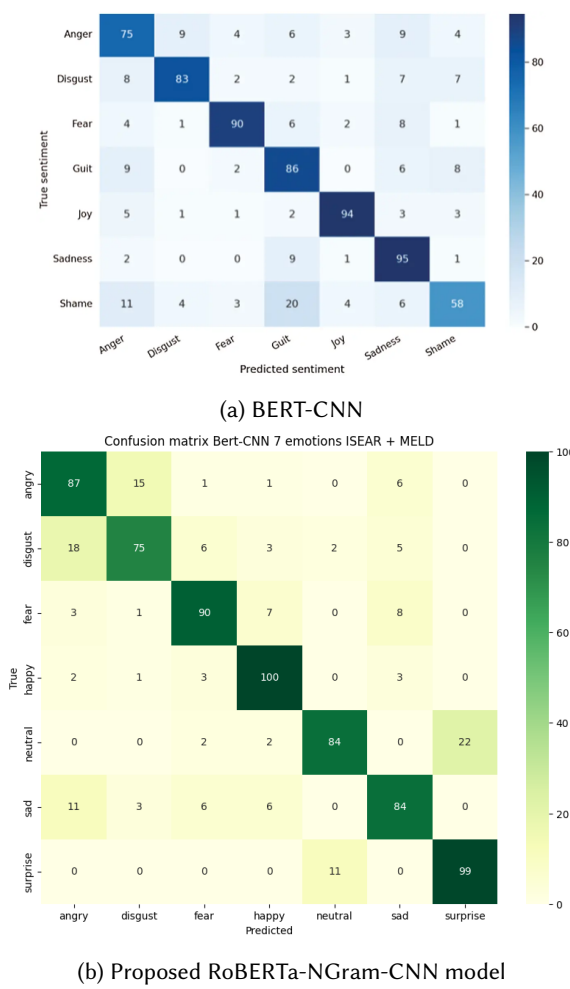 Anger 75 9 4 6 3 9 4
Disgust 8 83 2 2 1 7 7
80
Fear 4 1 90 6 2 8 1
60
True sentiment
Guit 9 0 2 86 0 6 8
40
Joy 5 1 1 2 94 3 3
Sadness 2 0 0 9 1 95 1
20
Shame 11 4 3 20 4 6 58
0
Anger Disgust Fear Guit Joy Sadness Shame
Predicted sentiment
(a) BERT-CNN
Confusion matrix Bert-CNN 7 emotions ISEAR + MELD
100
angry 87 15 1 1 0 6 0
80
disgust 18 75 6 3 2 5 0
fear 3 1 90 7 0 8 0
60
True
happy 2 1 3 100 0 3 0
40
neutral 0 0 2 2 84 0 22
sad 11 3 6 6 0 84 0
20
surprise 0 0 0 0 11 0 99
0
angry disgust fear happy neutral sad surprise
Predicted
(b) Proposed RoBERTa-NGram-CNN model